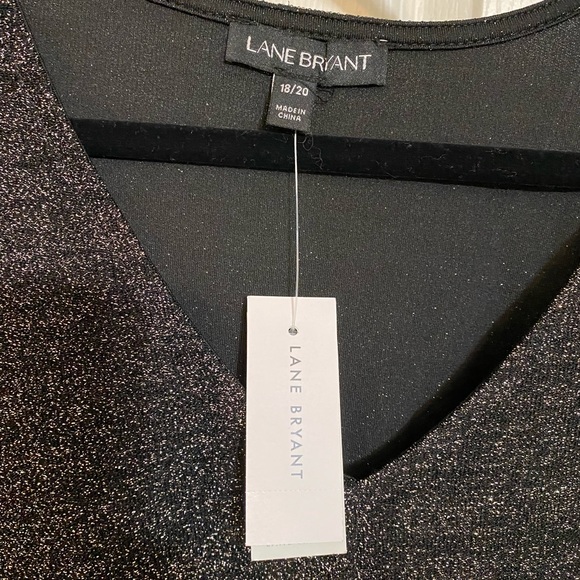 LANE BRYANT
18/20
MADE IN
CHINA
LANE BRYANT